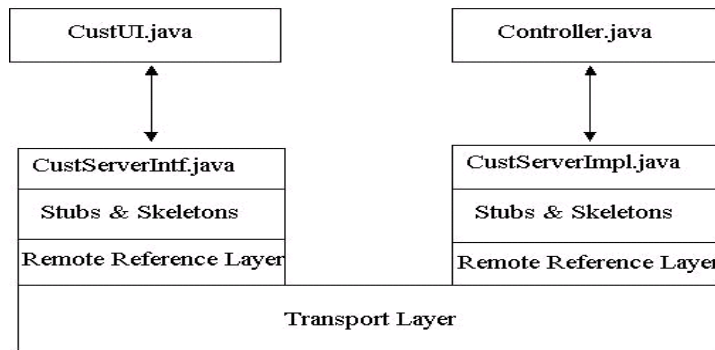 CustUI.java
Controller.java
CustServerIntf.java
CustServerImpl.java
Stubs & Skeletons
Stubs & Skeletons
Remote Reference Layer
Remote Reference Layer
Transport Layer